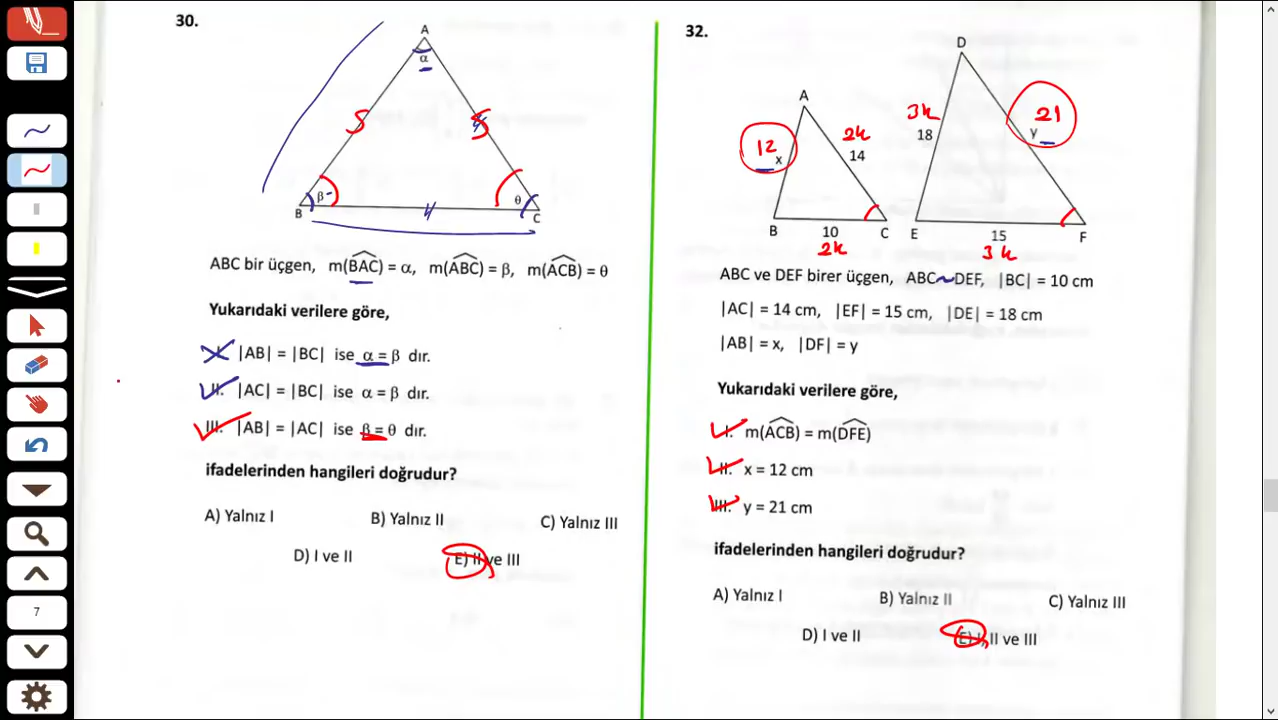 30.
A
α
5
5
β
θ
B
C
ABC bir üçgen, m(BAC) = α, m(ABC) = β, m(ACB) = θ
Yukarıdaki verilere göre,
I. |AB| = |BC| ise α = β dır.
II. |AC| = |BC| ise α = β dır.
III. |AB| = |AC| ise β = θ dır.
ifadelerinden hangileri doğrudur?
A) Yalnız I B) Yalnız II C) Yalnız III
D) I ve II E) II ve III
32.
D
A
3k
21
12
2k
18
y
x
14
B 10 C E 15 F
2k 3k
ABC ve DEF birer üçgen, ABC~DEF, |BC| = 10 cm
|AC| = 14 cm, |EF| = 15 cm, |DE| = 18 cm
|AB| = x, |DF| = y
Yukarıdaki verilere göre,
I. m(ACB) = m(DFE)
II. x = 12 cm
III. y = 21 cm
ifadelerinden hangileri doğrudur?
A) Yalnız I B) Yalnız II C) Yalnız III
D) I ve II E) I, II ve III
7